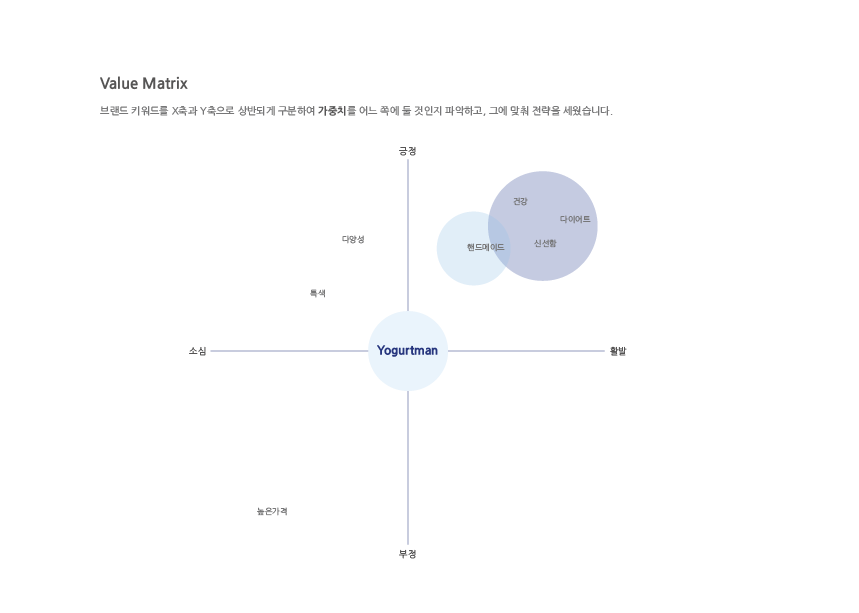 Value Matrix
브랜드 키워드를 X축과 Y축으로 상반되게 구분하여 가중치를 어느 쪽에 둘 것인지 파악하고, 그에 맞춰 전략을 세웠습니다.
긍정
건강
다이어트
다양성
신선함
핸드메이드
특색
소심
Yogurtman
활발
높은가격
부정